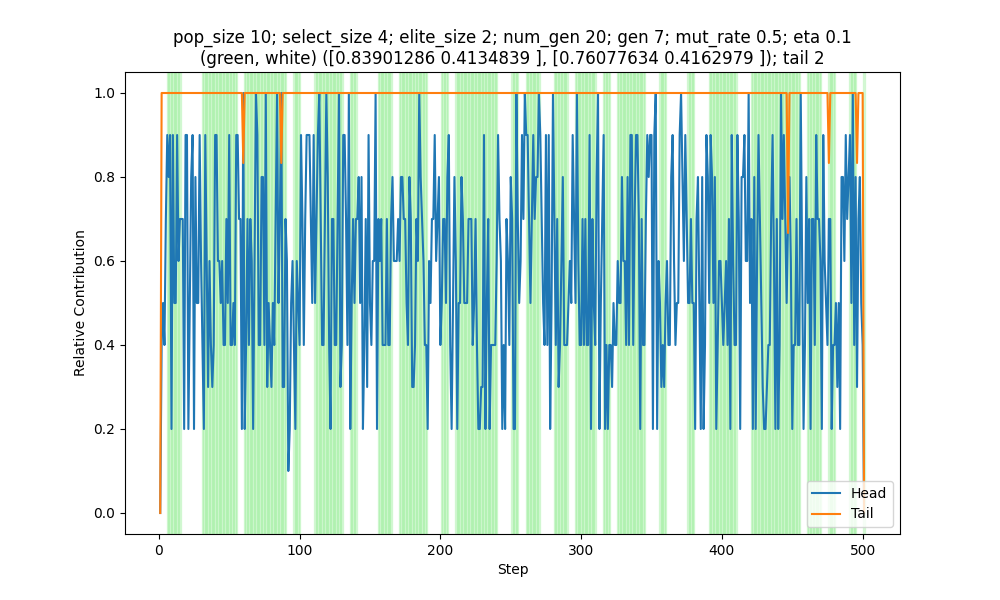 pop_size 10; select_size 4; elite_size 2; num_gen 20; gen 7; mut_rate 0.5; eta 0.1
(green, white) ([0.83901286 0.4134839 ], [0.76077634 0.4162979 ]); tail 2
1.0
0.8
0.6
0.4
0.2
0.0
Relative Contribution
Head
Tail
0
100
200
300
400
500
Step